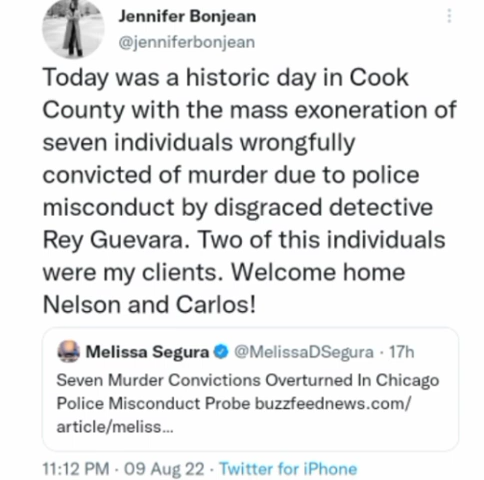 Jennifer Bonjean
@jenniferbonjean
Today was a historic day in Cook
County with the mass exoneration of
seven individuals wrongfully
convicted of murder due to police
misconduct by disgraced detective
Rey Guevara. Two of this individuals
were my clients. Welcome home
Nelson and Carlos!
Melissa Segura @MelissaDSegura · 17h
Seven Murder Convictions Overturned In Chicago
Police Misconduct Probe buzzfeednews.com/
article/meliss...
11:12 PM · 09 Aug 22 · Twitter for iPhone